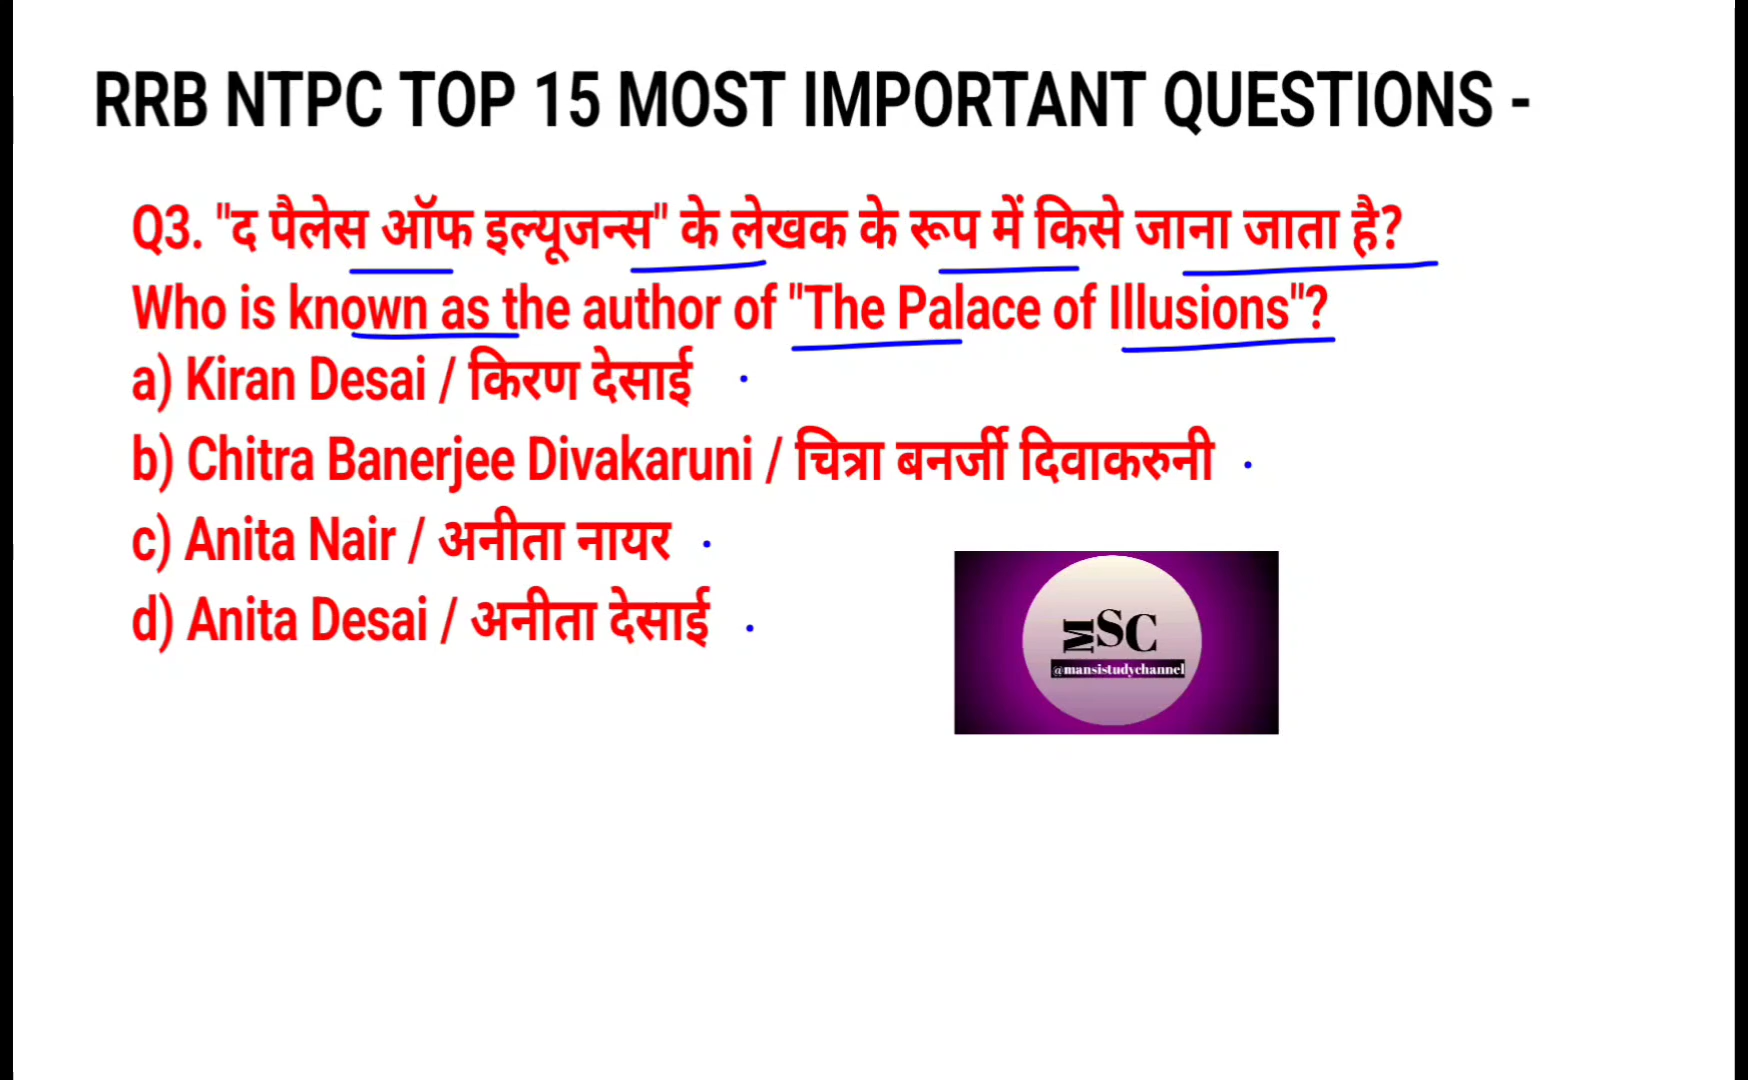 RRB NTPC TOP 15 MOST IMPORTANT QUESTIONS -
Q3. "द पैलेस ऑफ इल्यूजन्स" के लेखक के रूप में किसे जाना जाता है?
Who is known as the author of "The Palace of Illusions"?
a) Kiran Desai / किरण देसाई
b) Chitra Banerjee Divakaruni / चित्रा बनर्जी दिवाकरुनी
c) Anita Nair / अनीता नायर
d) Anita Desai / अनीता देसाई
MSC
@mansistudychannel